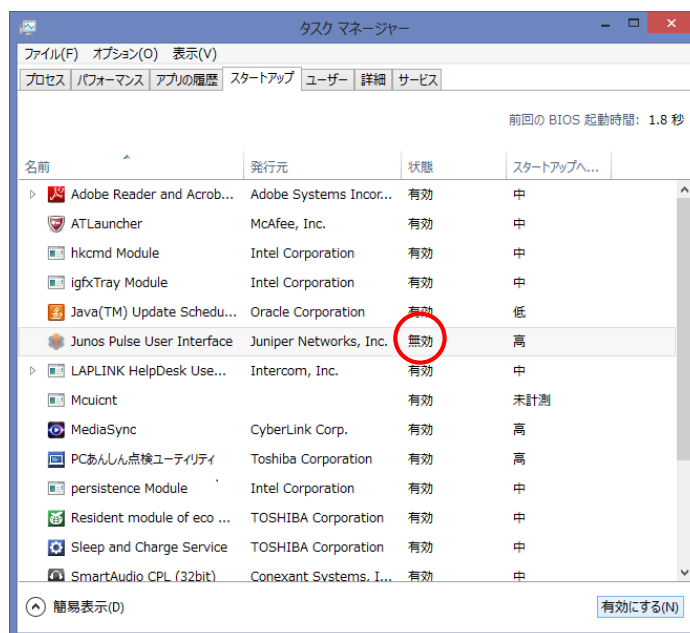 タスク マネージャー
ファイル(F) オプション(O) 表示(V)
プロセス パフォーマンス アプリの履歴 スタートアップ ユーザー 詳細 サービス
前回の BIOS 起動時間: 1.8 秒
名前 発行元 状態 スタートアップへ...
Adobe Reader and Acrob... Adobe Systems Incor... 有効 中
ATLauncher McAfee, Inc. 有効 中
hkcmd Module Intel Corporation 有効 中
igfxTray Module Intel Corporation 有効 中
Java(TM) Update Schedu... Oracle Corporation 有効 低
Junos Pulse User Interface Juniper Networks, Inc. 無効 高
LAPLINK HelpDesk Use... Intercom, Inc. 有効 中
Mcuicnt 有効 未計測
MediaSync CyberLink Corp. 有効 高
PCあんしん点検ユーティリティ Toshiba Corporation 有効 高
persistence Module Intel Corporation 有効 中
Resident module of eco ... TOSHIBA Corporation 有効 中
Sleep and Charge Service TOSHIBA Corporation 有効 中
SmartAudio CPL (32bit) Conexant Systems, I... 有効 中
簡易表示(D) 有効にする(N)